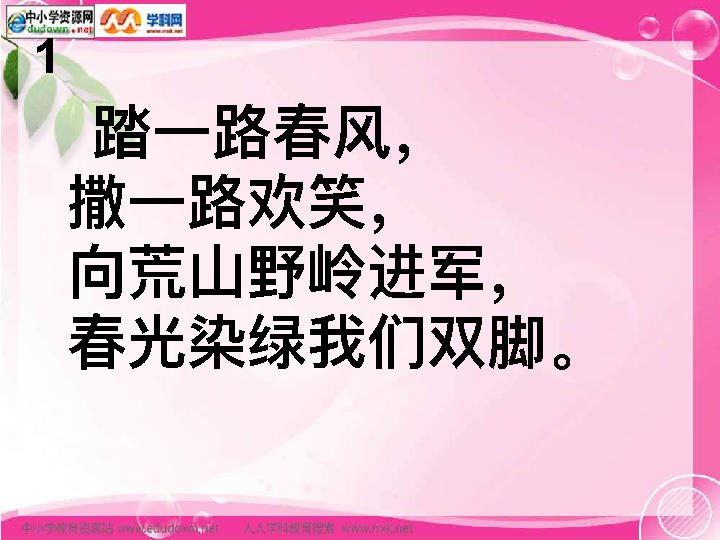 中小学资源网
dudown.net
学科网
www.nxk.net
1
踏一路春风，
撒一路欢笑，
向荒山野岭进军，
春光染绿我们双脚。
中小学教育资源站 www.edudown.net 人人学科教育搜索 www.nxk.net